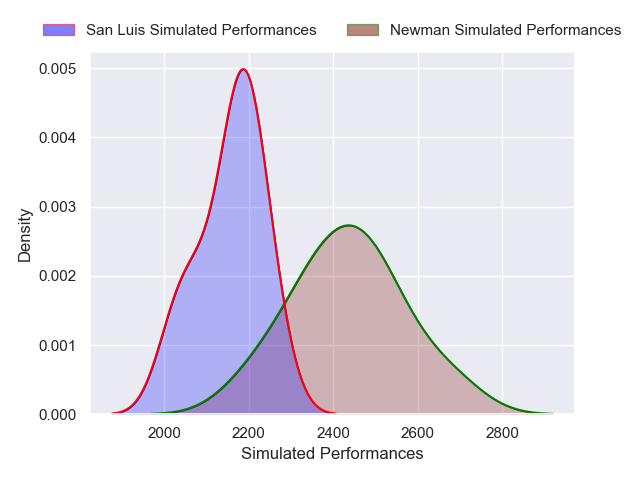 San Luis Simulated Performances Newman Simulated Performances
0.005
0.004
0.003
0.002
0.001
0.000
Density
2000 2200 2400 2600 2800
Simulated Performances